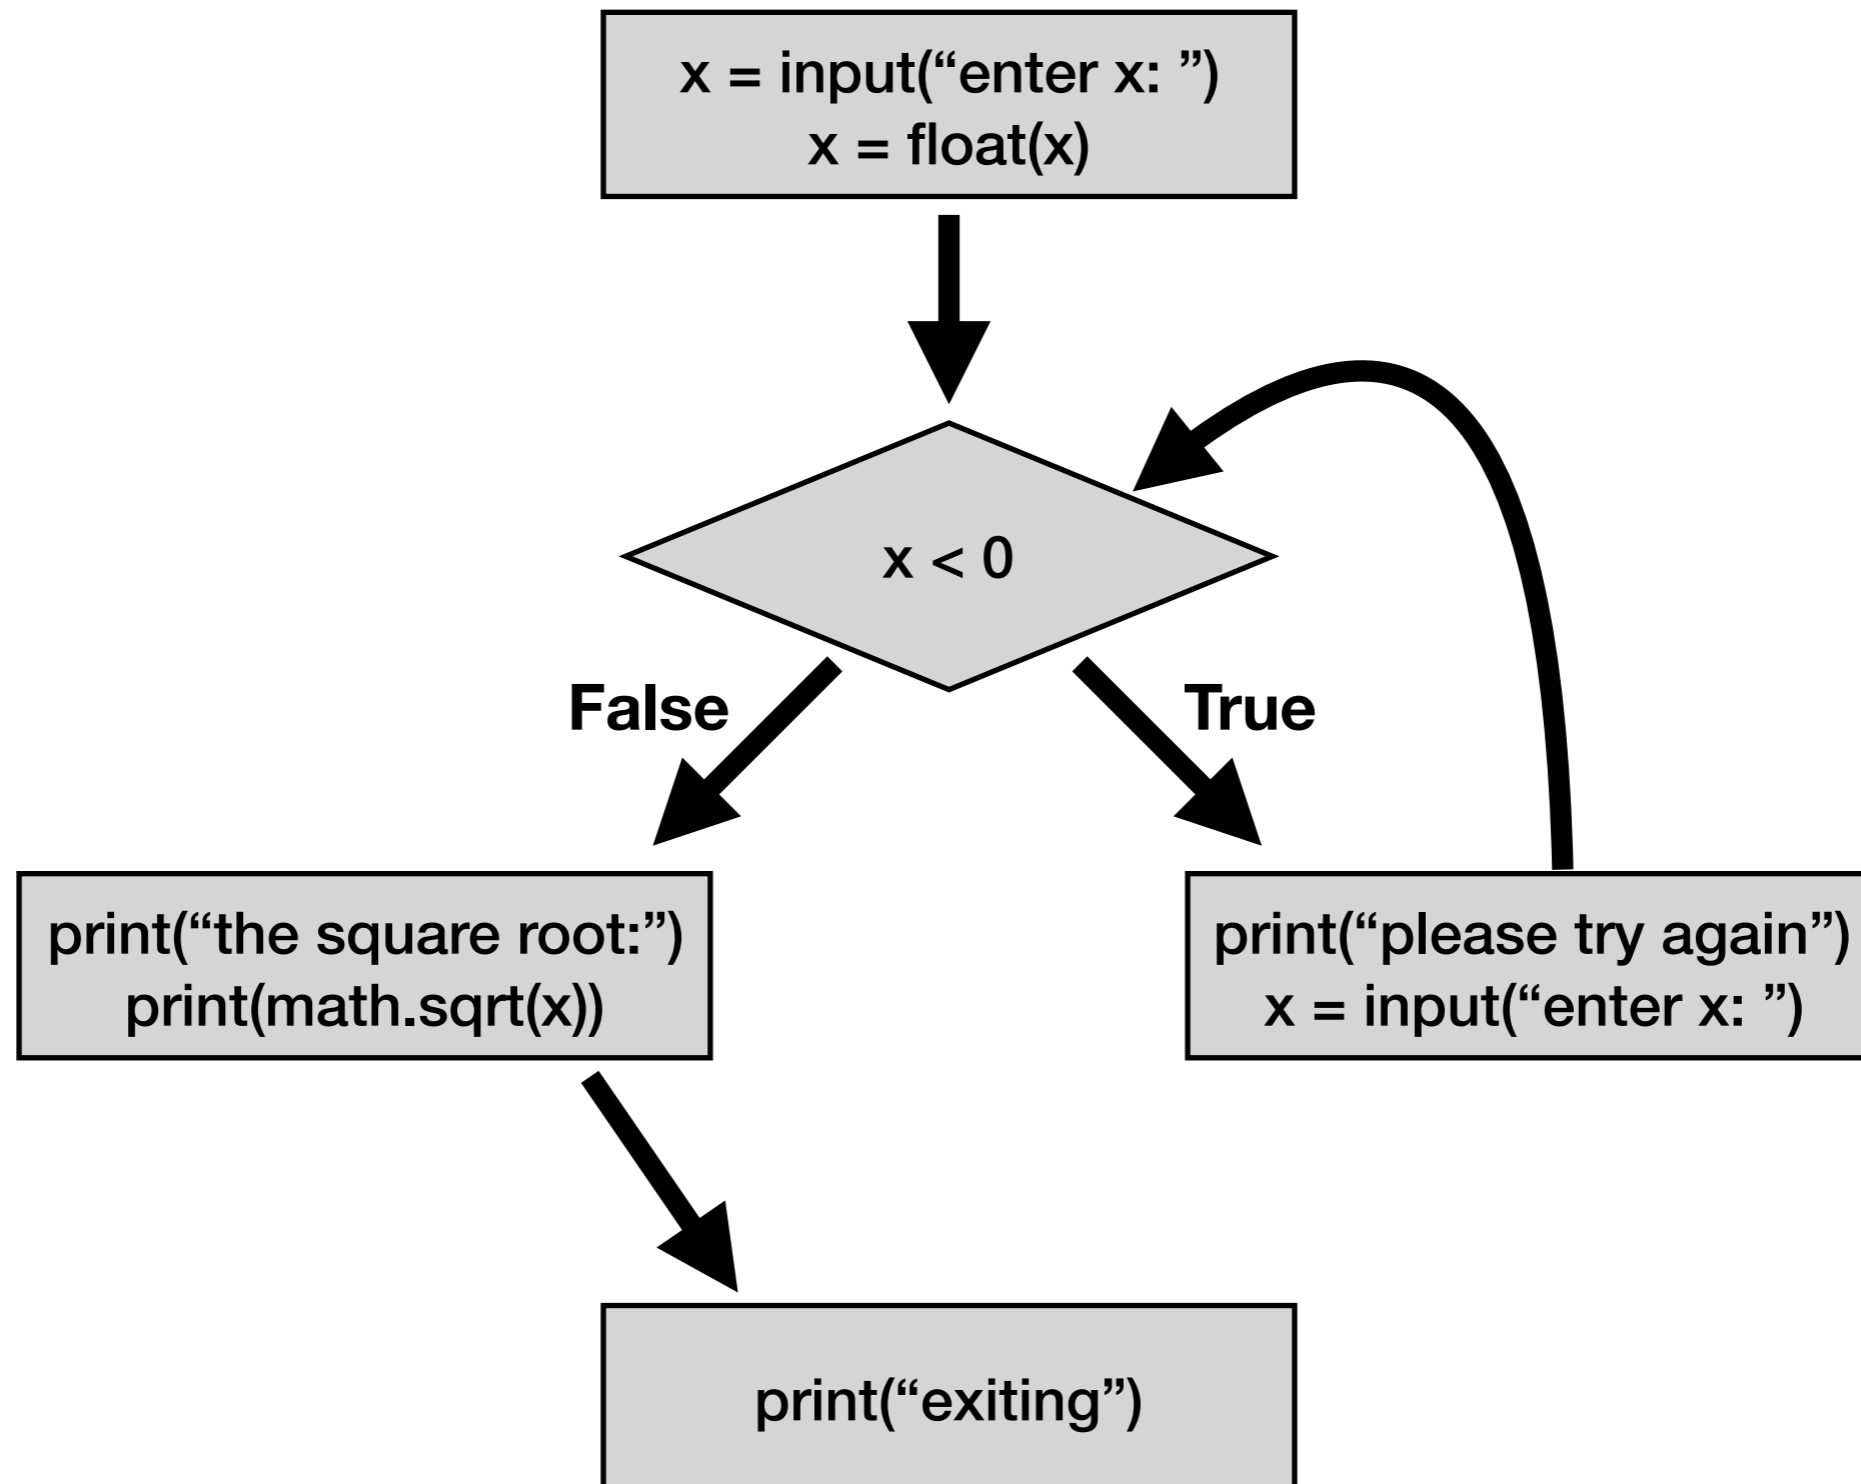 x = input(“enter x: ”)
x = float(x)
x < 0
False
True
print(“the square root:”)
print(math.sqrt(x))
print(“please try again”)
x = input(“enter x: ”)
print(“exiting”)